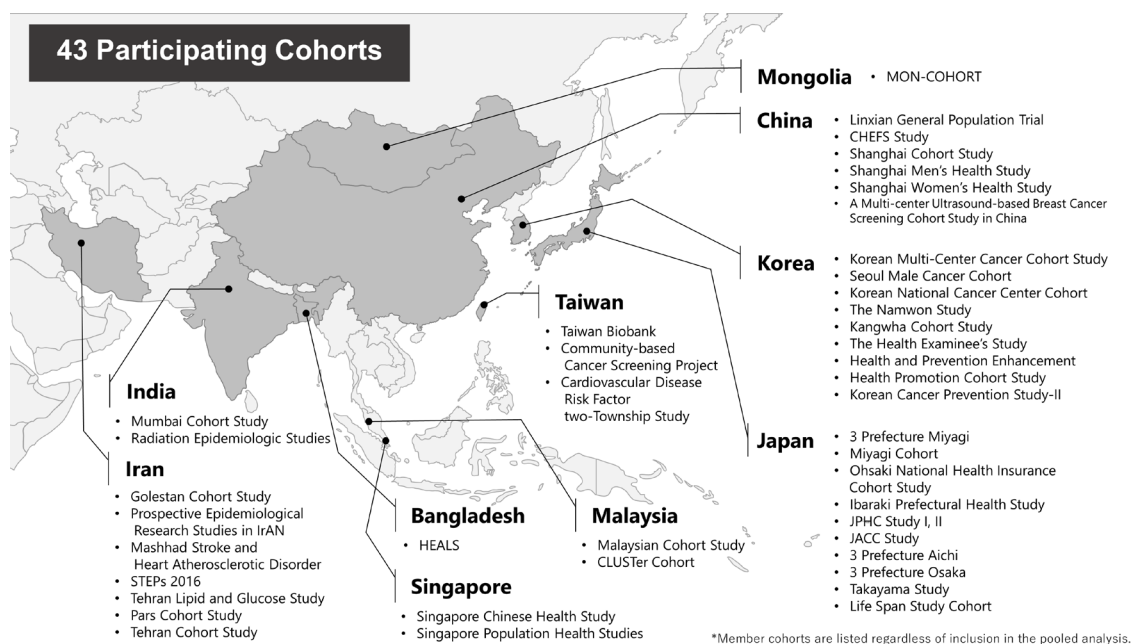 43 Participating Cohorts
Mongolia
• MON-COHORT
China
• Linxian General Population Trial
• CHEFS Study
• Shanghai Cohort Study
• Shanghai Men's Health Study
• Shanghai Women's Health Study
• A Multi-center Ultrasound-based Breast Cancer
Screening Cohort Study in China
Korea
• Korean Multi-Center Cancer Cohort Study
• Seoul Male Cancer Cohort
• Korean National Cancer Center Cohort
• The Namwon Study
• Kangwha Cohort Study
• The Health Examinee's Study
• Health and Prevention Enhancement
• Health Promotion Cohort Study
• Korean Cancer Prevention Study-II
Taiwan
• Taiwan Biobank
• Community-based
Cancer Screening Project
• Cardiovascular Disease
Risk Factor
two-Township Study
India
• Mumbai Cohort Study
• Radiation Epidemiologic Studies
Japan
• 3 Prefecture Miyagi
• Miyagi Cohort
• Ohsaki National Health Insurance
Cohort Study
• Ibaraki Prefectural Health Study
• JPHC Study I, II
• JACC Study
• 3 Prefecture Aichi
• 3 Prefecture Osaka
• Takayama Study
• Life Span Study Cohort
Iran
• Golestan Cohort Study
• Prospective Epidemiological
Research Studies in IrAN
• Mashhad Stroke and
Heart Atherosclerotic Disorder
• STEPs 2016
• Tehran Lipid and Glucose Study
• Pars Cohort Study
• Tehran Cohort Study
Bangladesh
• HEALS
Malaysia
• Malaysian Cohort Study
• CLUSTer Cohort
Singapore
• Singapore Chinese Health Study
• Singapore Population Health Studies
*Member cohorts are listed regardless of inclusion in the pooled analysis.